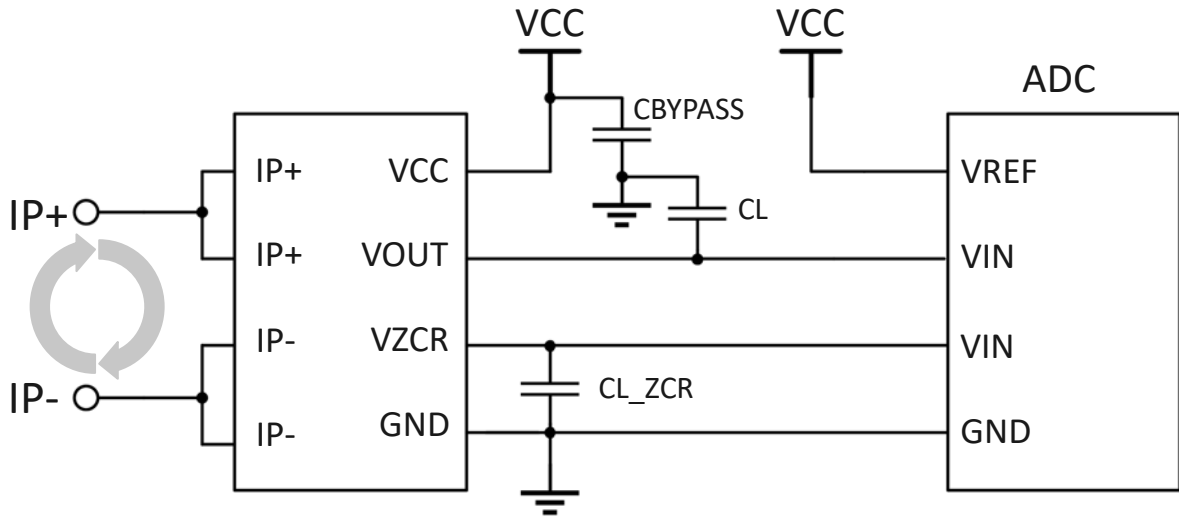 VCC
VCC
ADC
CBYPASS
IP+
VCC
VREF
IP+
CL
IP+
VOUT
VIN
IP-
VZCR
VIN
IP-
CL_ZCR
IP-
GND
GND